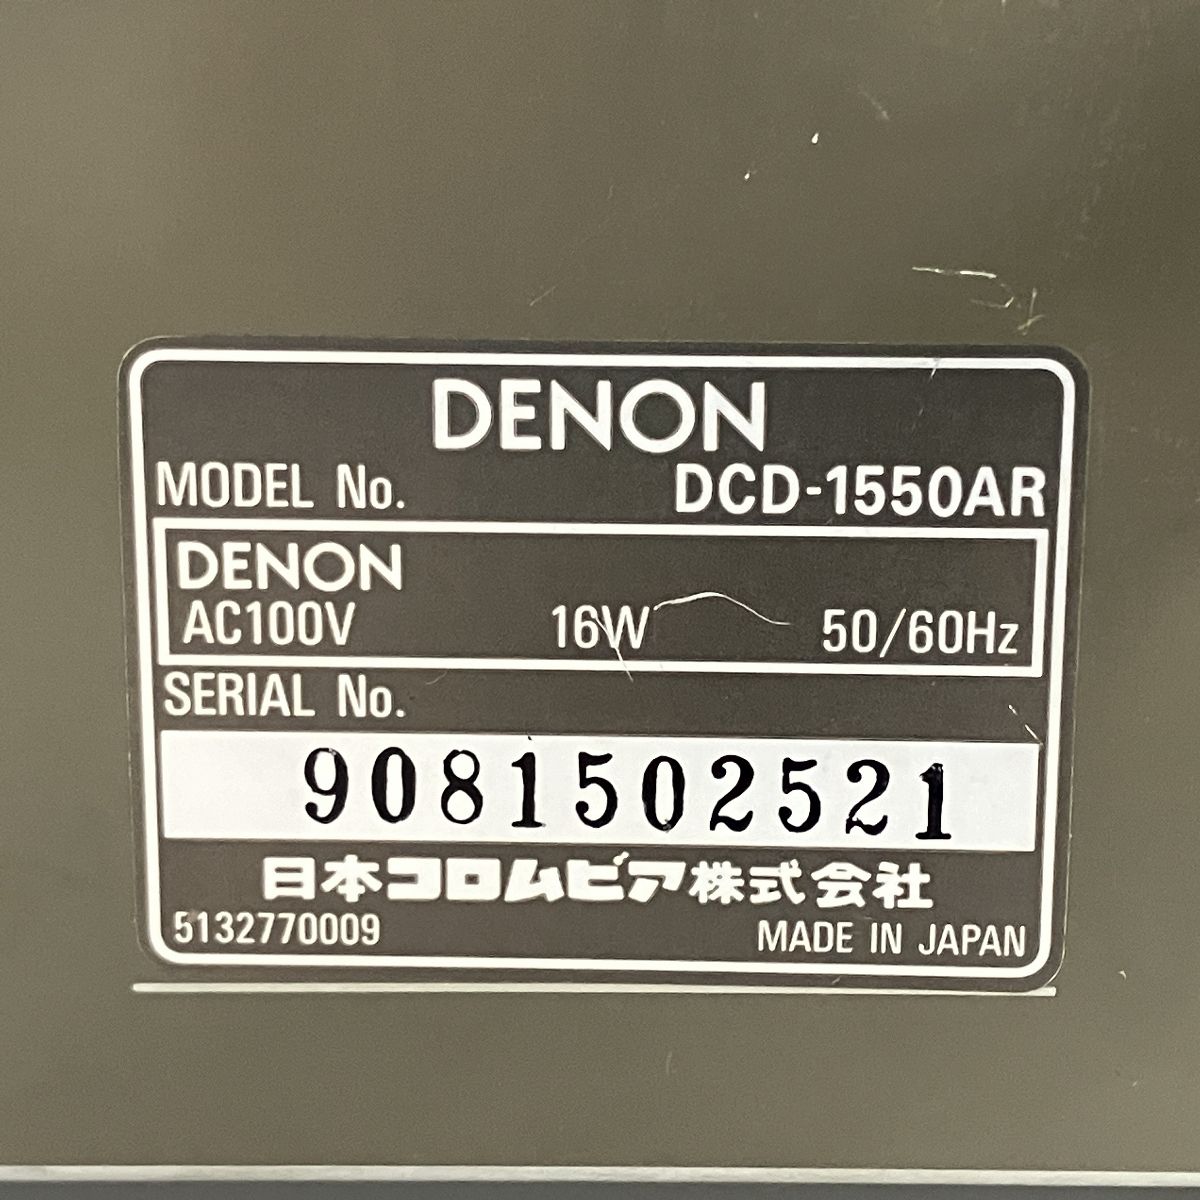 DENON
MODEL No. DCD-1550AR
DENON
AC100V 16W 50/60Hz
SERIAL No.
9081502521
日本コロムビア株式会社
5132770009 MADE IN JAPAN